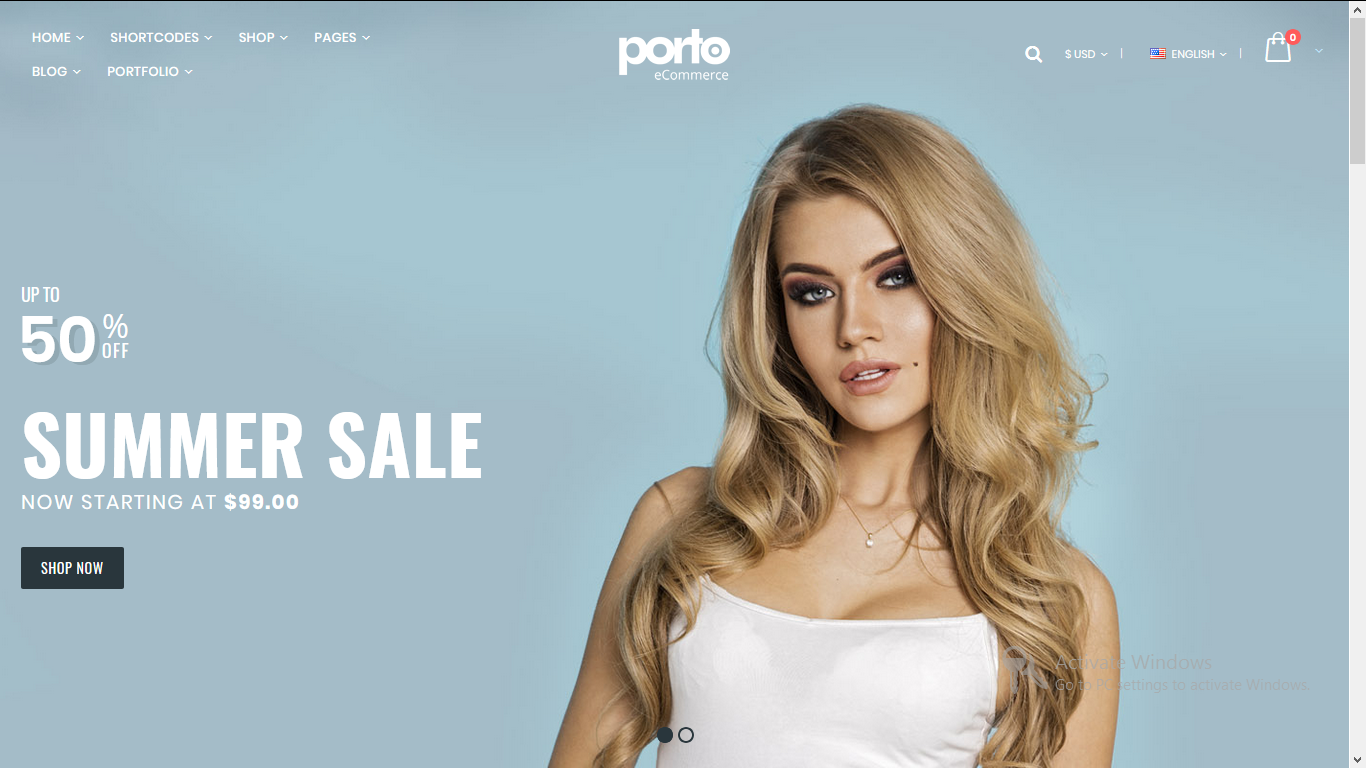 HOME
SHORTCODES
SHOP
PAGES
BLOG
PORTFOLIO
porto
eCommerce
$ USD
ENGLISH
0
UP TO
50
%
OFF
SUMMER SALE
NOW STARTING AT $99.00
SHOP NOW
Activate Windows
Go to PC settings to activate Windows.